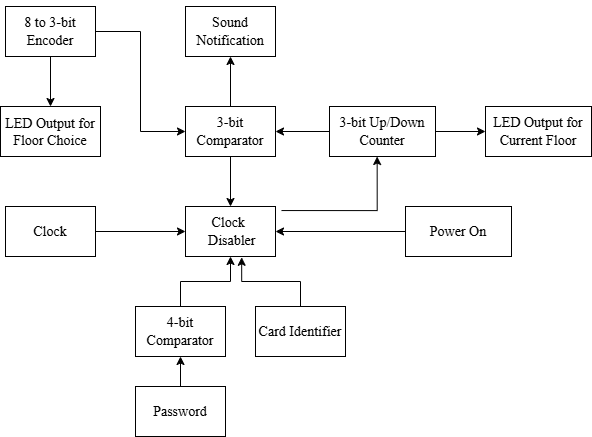 8 to 3-bit
Encoder
Sound
Notification
LED Output for
Floor Choice
3-bit
Comparator
3-bit Up/Down
Counter
LED Output for
Current Floor
Clock
Clock
Disabler
Power On
4-bit
Comparator
Card Identifier
Password